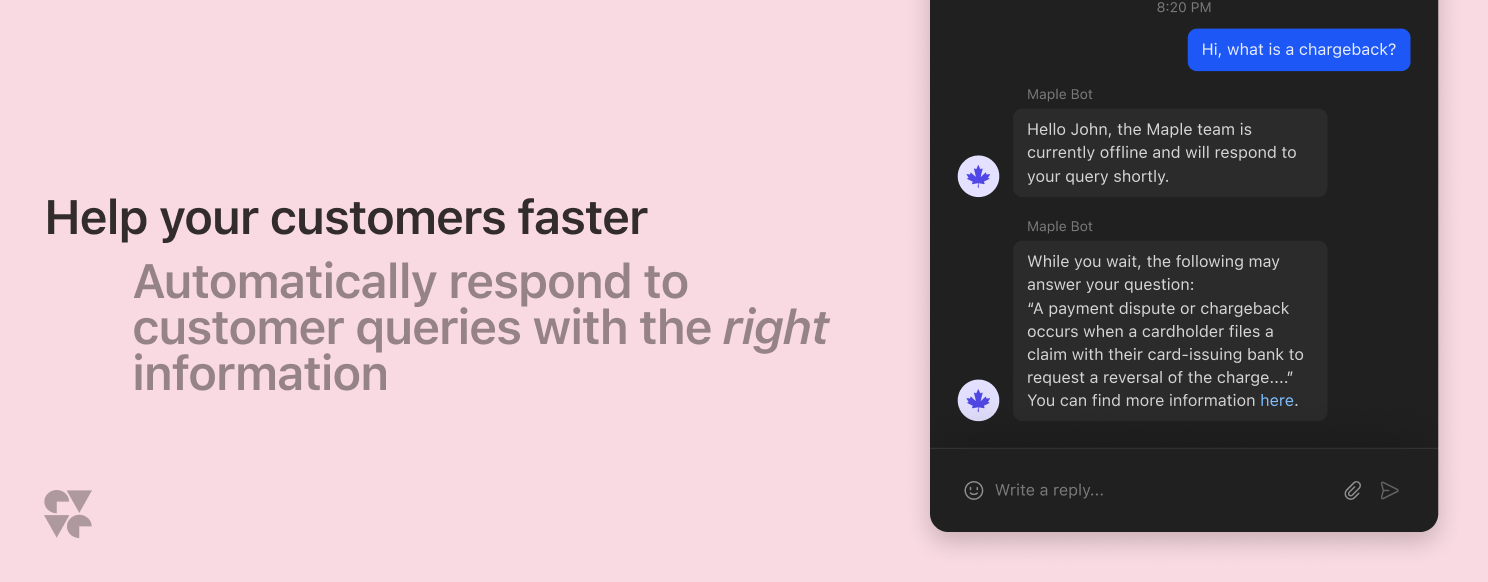 Help your customers faster
Automatically respond to
customer queries with the right
information
8:20 PM
Hi, what is a chargeback?
Maple Bot
Hello John, the Maple team is
currently offline and will respond to
your query shortly.
Maple Bot
While you wait, the following may
answer your question:
“A payment dispute or chargeback
occurs when a cardholder files a
claim with their card-issuing bank to
request a reversal of the charge....”
You can find more information here.
Write a reply...